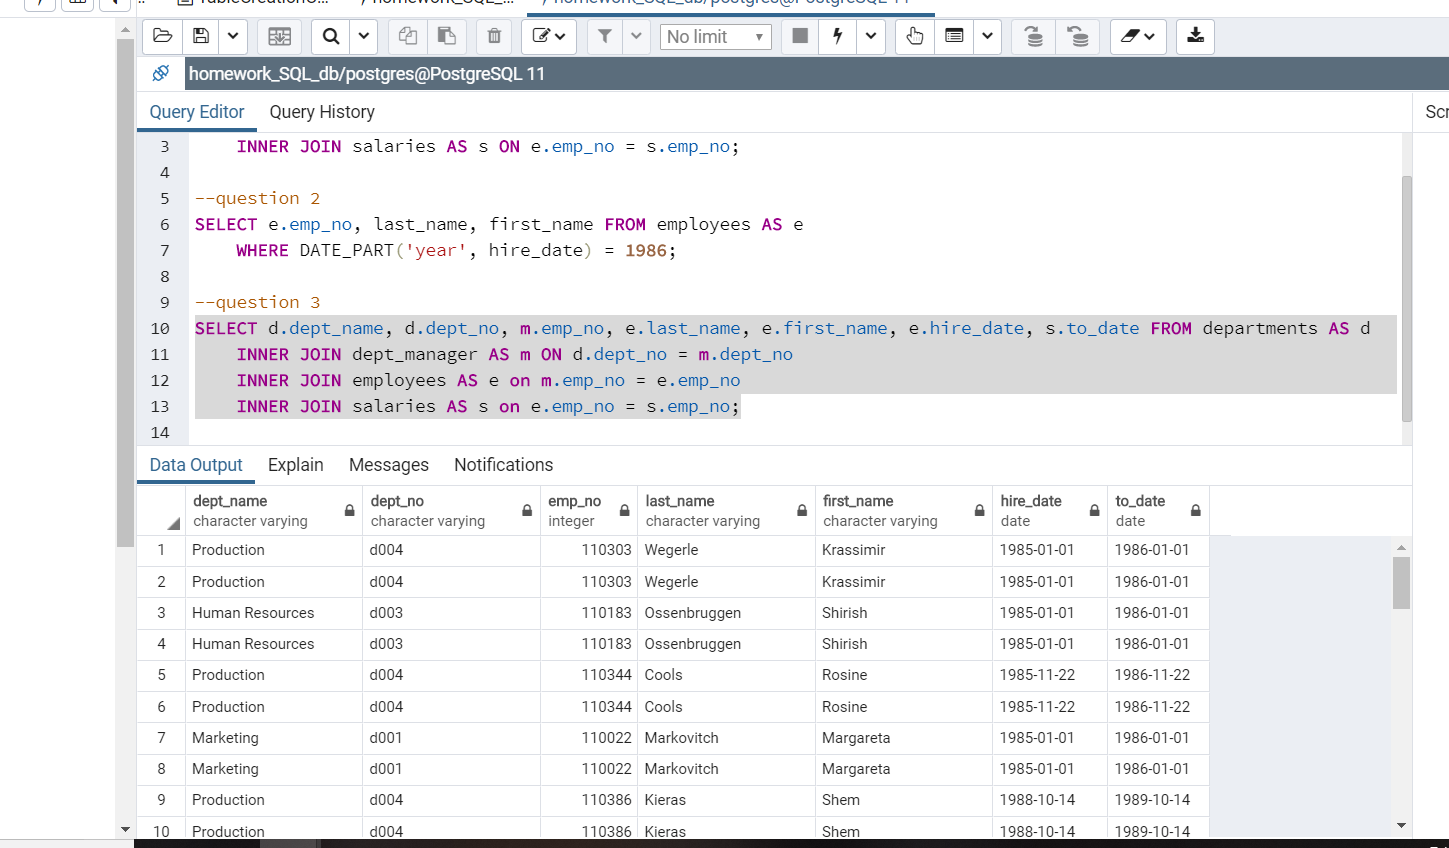 homework_SQL_db/postgres@PostgreSQL 11
No limit
homework_SQL_db/postgres@PostgreSQL 11
Query Editor Query History Scr
3 INNER JOIN salaries AS s ON e.emp_no = s.emp_no;
4
5 --question 2
6 SELECT e.emp_no, last_name, first_name FROM employees AS e
7 WHERE DATE_PART('year', hire_date) = 1986;
8
9 --question 3
10 SELECT d.dept_name, d.dept_no, m.emp_no, e.last_name, e.first_name, e.hire_date, s.to_date FROM departments AS d
11 INNER JOIN dept_manager AS m ON d.dept_no = m.dept_no
12 INNER JOIN employees AS e on m.emp_no = e.emp_no
13 INNER JOIN salaries AS s on e.emp_no = s.emp_no;
14
Data Output Explain Messages Notifications
dept_name dept_no emp_no last_name first_name hire_date to_date
character varying character varying integer character varying character varying date date
1 Production d004 110303 Wegerle Krassimir 1985-01-01 1986-01-01
2 Production d004 110303 Wegerle Krassimir 1985-01-01 1986-01-01
3 Human Resources d003 110183 Ossenbruggen Shirish 1985-01-01 1986-01-01
4 Human Resources d003 110183 Ossenbruggen Shirish 1985-01-01 1986-01-01
5 Production d004 110344 Cools Rosine 1985-11-22 1986-11-22
6 Production d004 110344 Cools Rosine 1985-11-22 1986-11-22
7 Marketing d001 110022 Markovitch Margareta 1985-01-01 1986-01-01
8 Marketing d001 110022 Markovitch Margareta 1985-01-01 1986-01-01
9 Production d004 110386 Kieras Shem 1988-10-14 1989-10-14
10 Production d004 110386 Kieras Shem 1988-10-14 1989-10-14